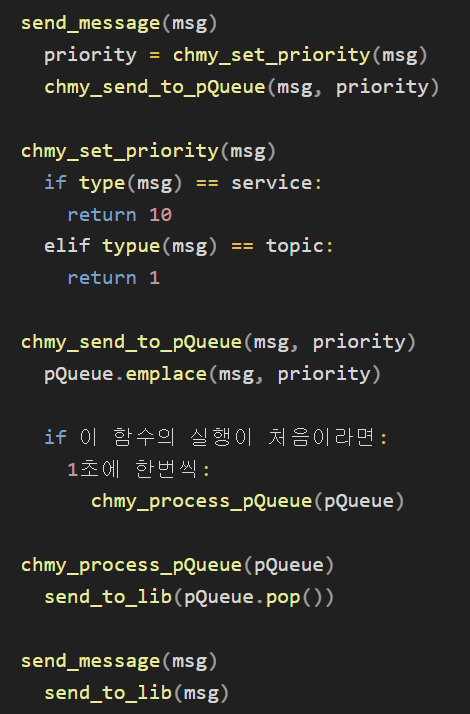 send_message(msg)
priority = chmy_set_priority(msg)
chmy_send_to_pQueue(msg, priority)
chmy_set_priority(msg)
if type(msg) == service:
return 10
elif typue(msg) == topic:
return 1
chmy_send_to_pQueue(msg, priority)
pQueue.emplace(msg, priority)
if 이 함수의 실행이 처음이라면:
1초에 한번씩:
chmy_process_pQueue(pQueue)
chmy_process_pQueue(pQueue)
send_to_lib(pQueue.pop())
send_message(msg)
send_to_lib(msg)